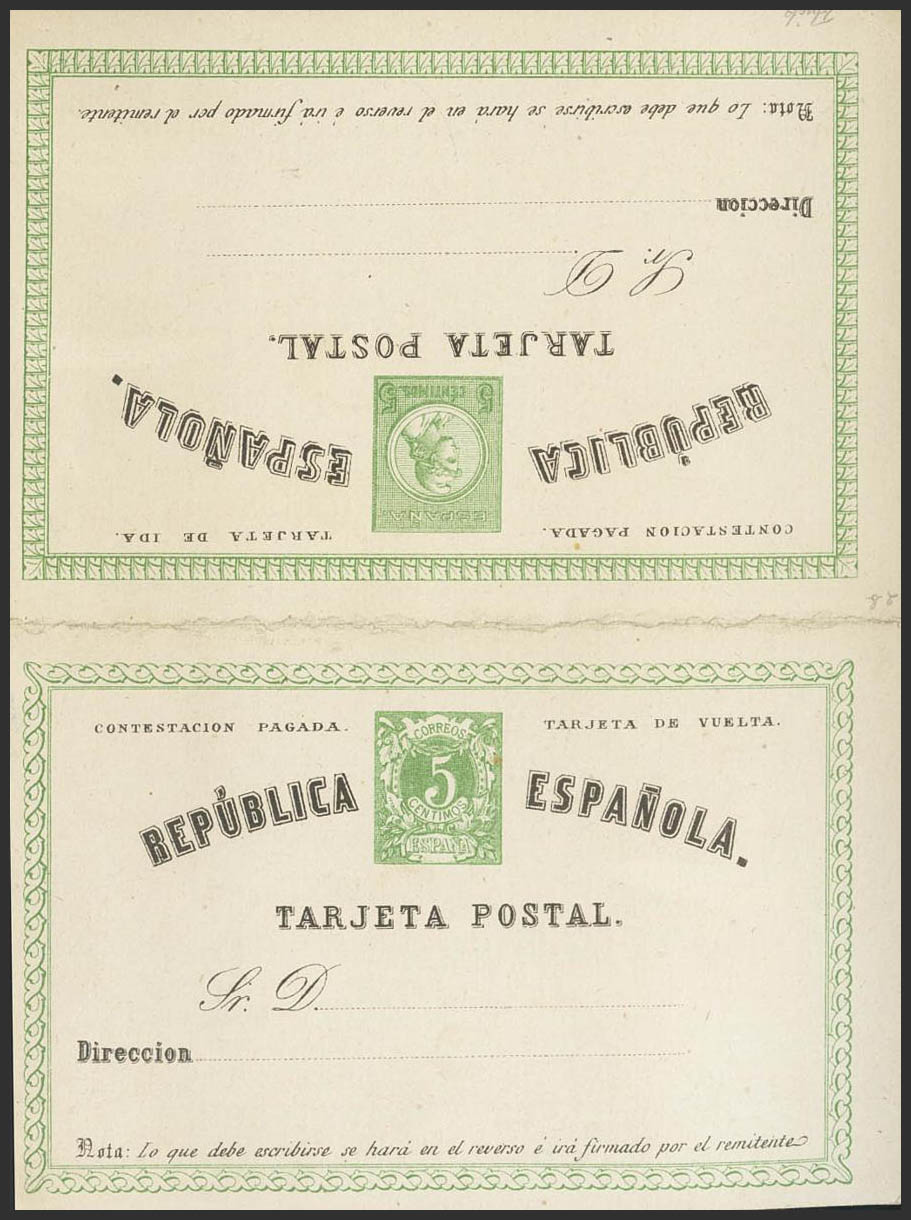 CONTESTACION PAGADA. TARJETA DE IDA.
ESPAÑA.
REPÚBLICA ESPAÑOLA.
5 CENTIMOS. 5
TARJETA POSTAL.
Sr. D
Direccion
Nota: Lo que debe escribirse se hará en el reverso é irá firmado por el remitente.
CONTESTACION PAGADA. TARJETA DE VUELTA.
CORREOS
5
CENTIMOS
ESPAÑA
REPÚBLICA ESPAÑOLA.
TARJETA POSTAL.
Sr. D.
Direccion
Nota: Lo que debe escribirse se hará en el reverso é irá firmado por el remitente